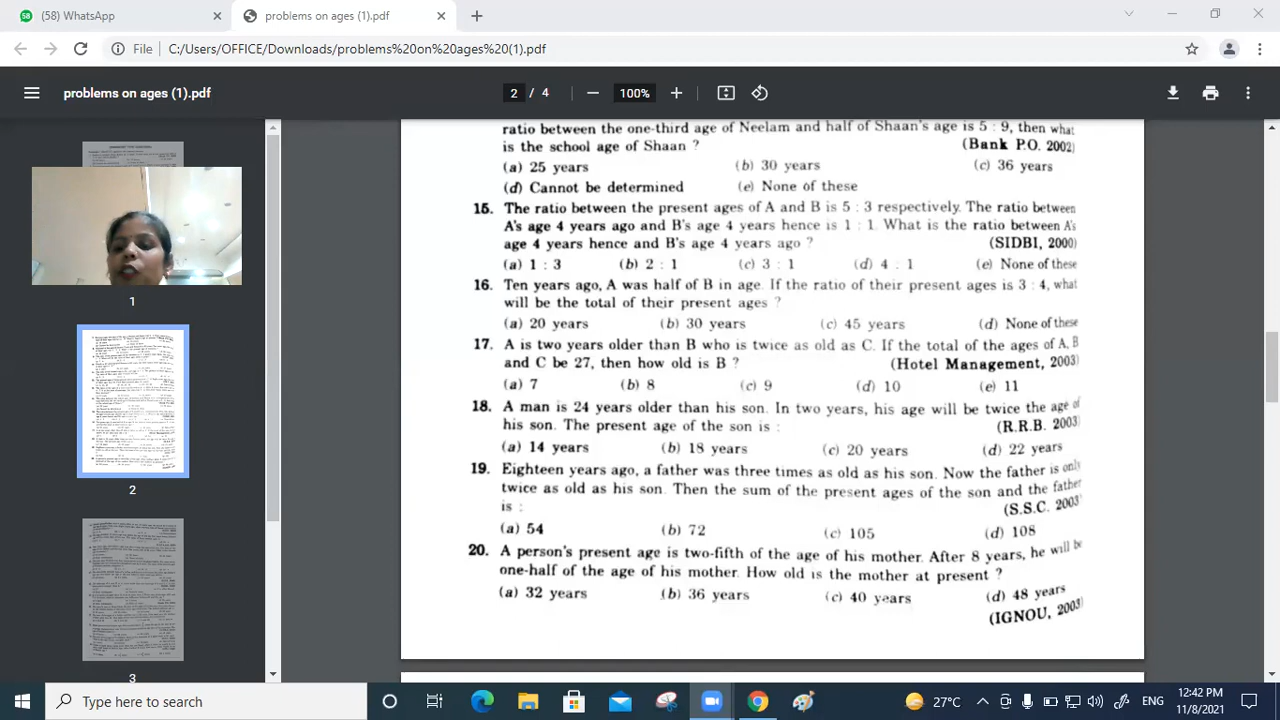 (58) WhatsApp
problems on ages (1).pdf
File C:/Users/OFFICE/Downloads/problems%20on%20ages%20(1).pdf
problems on ages (1).pdf
2 / 4
100%
1
2
3
ratio between the one-third age of Neelam and half of Shaan's age is 5 : 9, then what
is the school age of Shaan ? (Bank P.O. 2002)
(a) 25 years (b) 30 years (c) 36 years
(d) Cannot be determined (e) None of these
15. The ratio between the present ages of A and B is 5 : 3 respectively. The ratio between
A's age 4 years ago and B's age 4 years hence is 1 : 1. What is the ratio between A's
age 4 years hence and B's age 4 years ago ? (SIDBI, 2000)
(a) 1 : 3 (b) 2 : 1 (c) 3 : 1 (d) 4 : 1 (e) None of these
16. Ten years ago, A was half of B in age. If the ratio of their present ages is 3 : 4, what
will be the total of their present ages ?
(a) 20 years (b) 30 years (c) 45 years (d) None of these
17. A is two years older than B who is twice as old as C. If the total of the ages of A, B
and C be 27, then how old is B ? (Hotel Management, 2003)
(a) 7 (b) 8 (c) 9 (d) 10 (e) 11
18. A man is 24 years older than his son. In two years, his age will be twice the age of
his son. The present age of the son is : (R.R.B. 2003)
(a) 14 years (b) 18 years (c) 20 years (d) 22 years
19. Eighteen years ago, a father was three times as old as his son. Now the father is only
twice as old as his son. Then the sum of the present ages of the son and the father
is : (S.S.C. 2003)
(a) 54 (b) 72 (c) 105 (d) 108
20. A person's present age is two-fifth of the age of his mother. After 8 years, he will be
one-half of the age of his mother. How old is the mother at present ?
(a) 32 years (b) 36 years (c) 40 years (d) 48 years
(IGNOU, 2003)
Type here to search
27°C
ENG
12:42 PM
11/8/2021